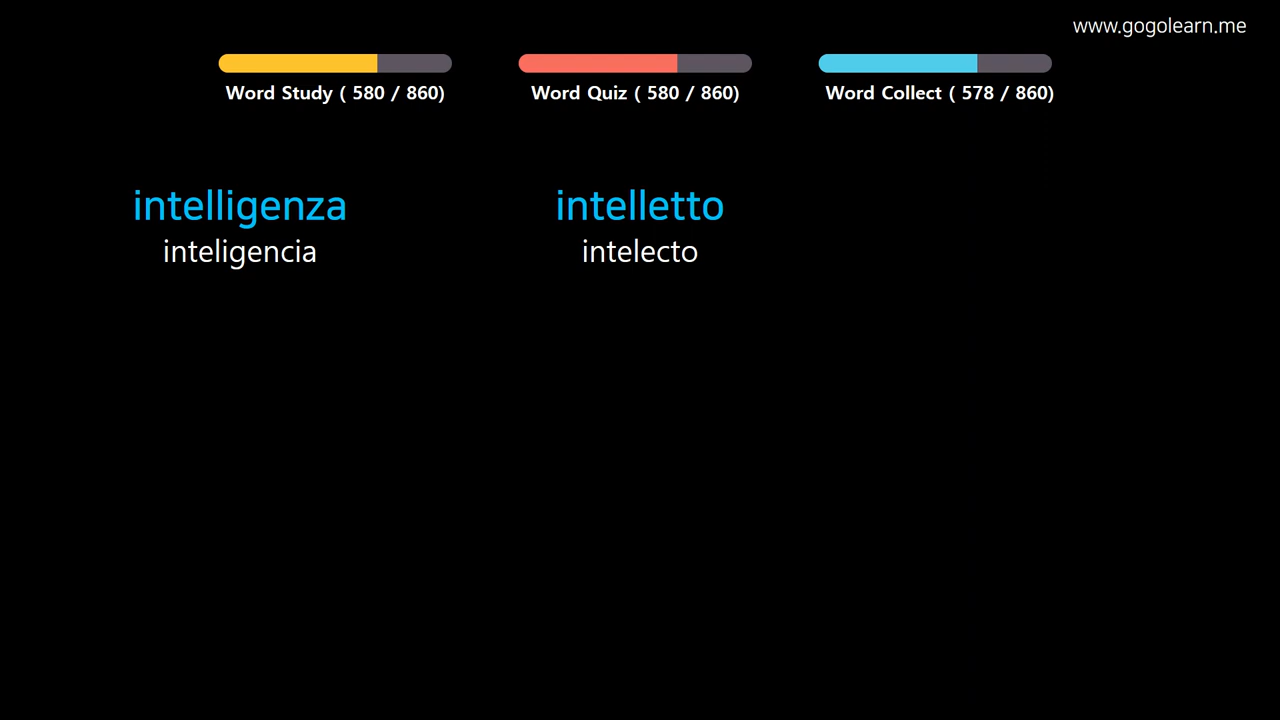 www.gogolearn.me
Word Study ( 580 / 860)
Word Quiz ( 580 / 860)
Word Collect ( 578 / 860)
intelligenza
inteligencia
intelletto
intelecto